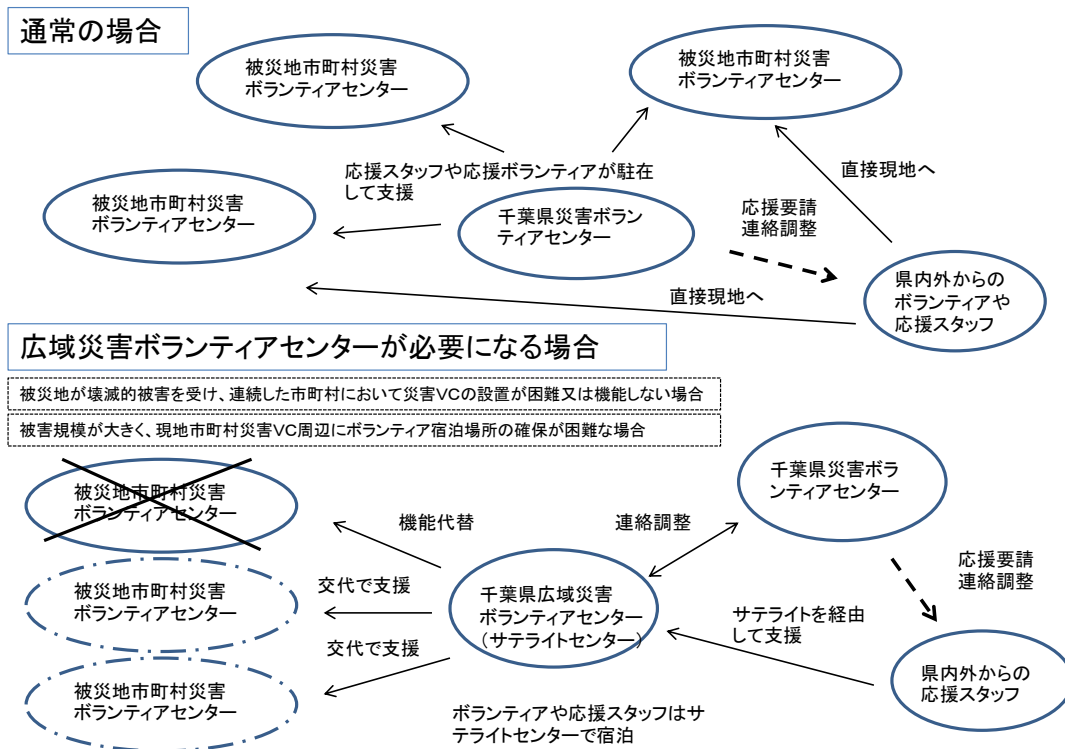 通常の場合
被災地市町村災害
ボランティアセンター
被災地市町村災害
ボランティアセンター
応援スタッフや応援ボランティアが駐在
して支援
直接現地へ
被災地市町村災害
ボランティアセンター
千葉県災害ボラン
ティアセンター
応援要請
連絡調整
直接現地へ
県内外からの
ボランティアや
応援スタッフ
広域災害ボランティアセンターが必要になる場合
被災地が壊滅的被害を受け、連続した市町村において災害VCの設置が困難又は機能しない場合
被害規模が大きく、現地市町村災害VC周辺にボランティア宿泊場所の確保が困難な場合
被災地市町村災害
ボランティアセンター
機能代替
連絡調整
千葉県災害ボラ
ンティアセンター
被災地市町村災害
ボランティアセンター
交代で支援
千葉県広域災害
ボランティアセンター
(サテライトセンター)
応援要請
連絡調整
サテライトを経由
して支援
交代で支援
被災地市町村災害
ボランティアセンター
県内外からの
応援スタッフ
ボランティアや応援スタッフはサ
テライトセンターで宿泊